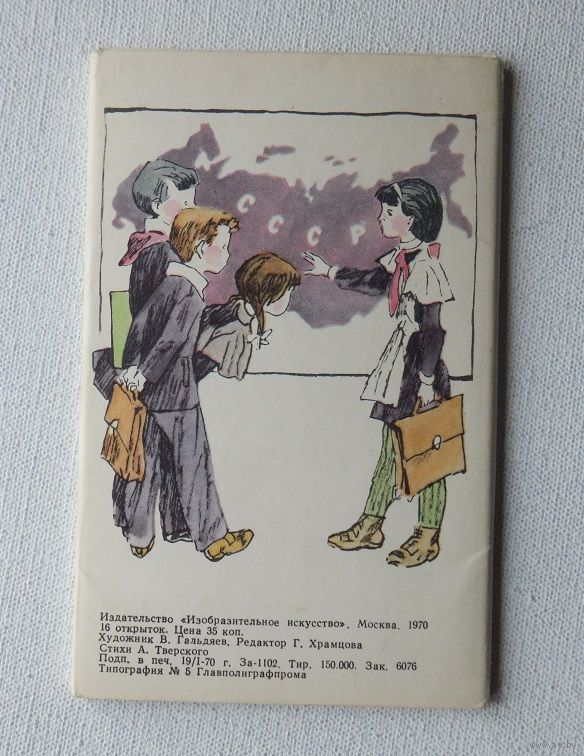 СССР
Издательство «Изобразительное искусство». Москва. 1970
16 открыток. Цена 35 коп.
Художник В. Гальдяев. Редактор Г. Храмцова
Стихи А. Тверского
Подп. в печ. 19/I-70 г. За-1102. Тир. 150.000. Зак. 6076
Типография № 5 Главполиграфпрома